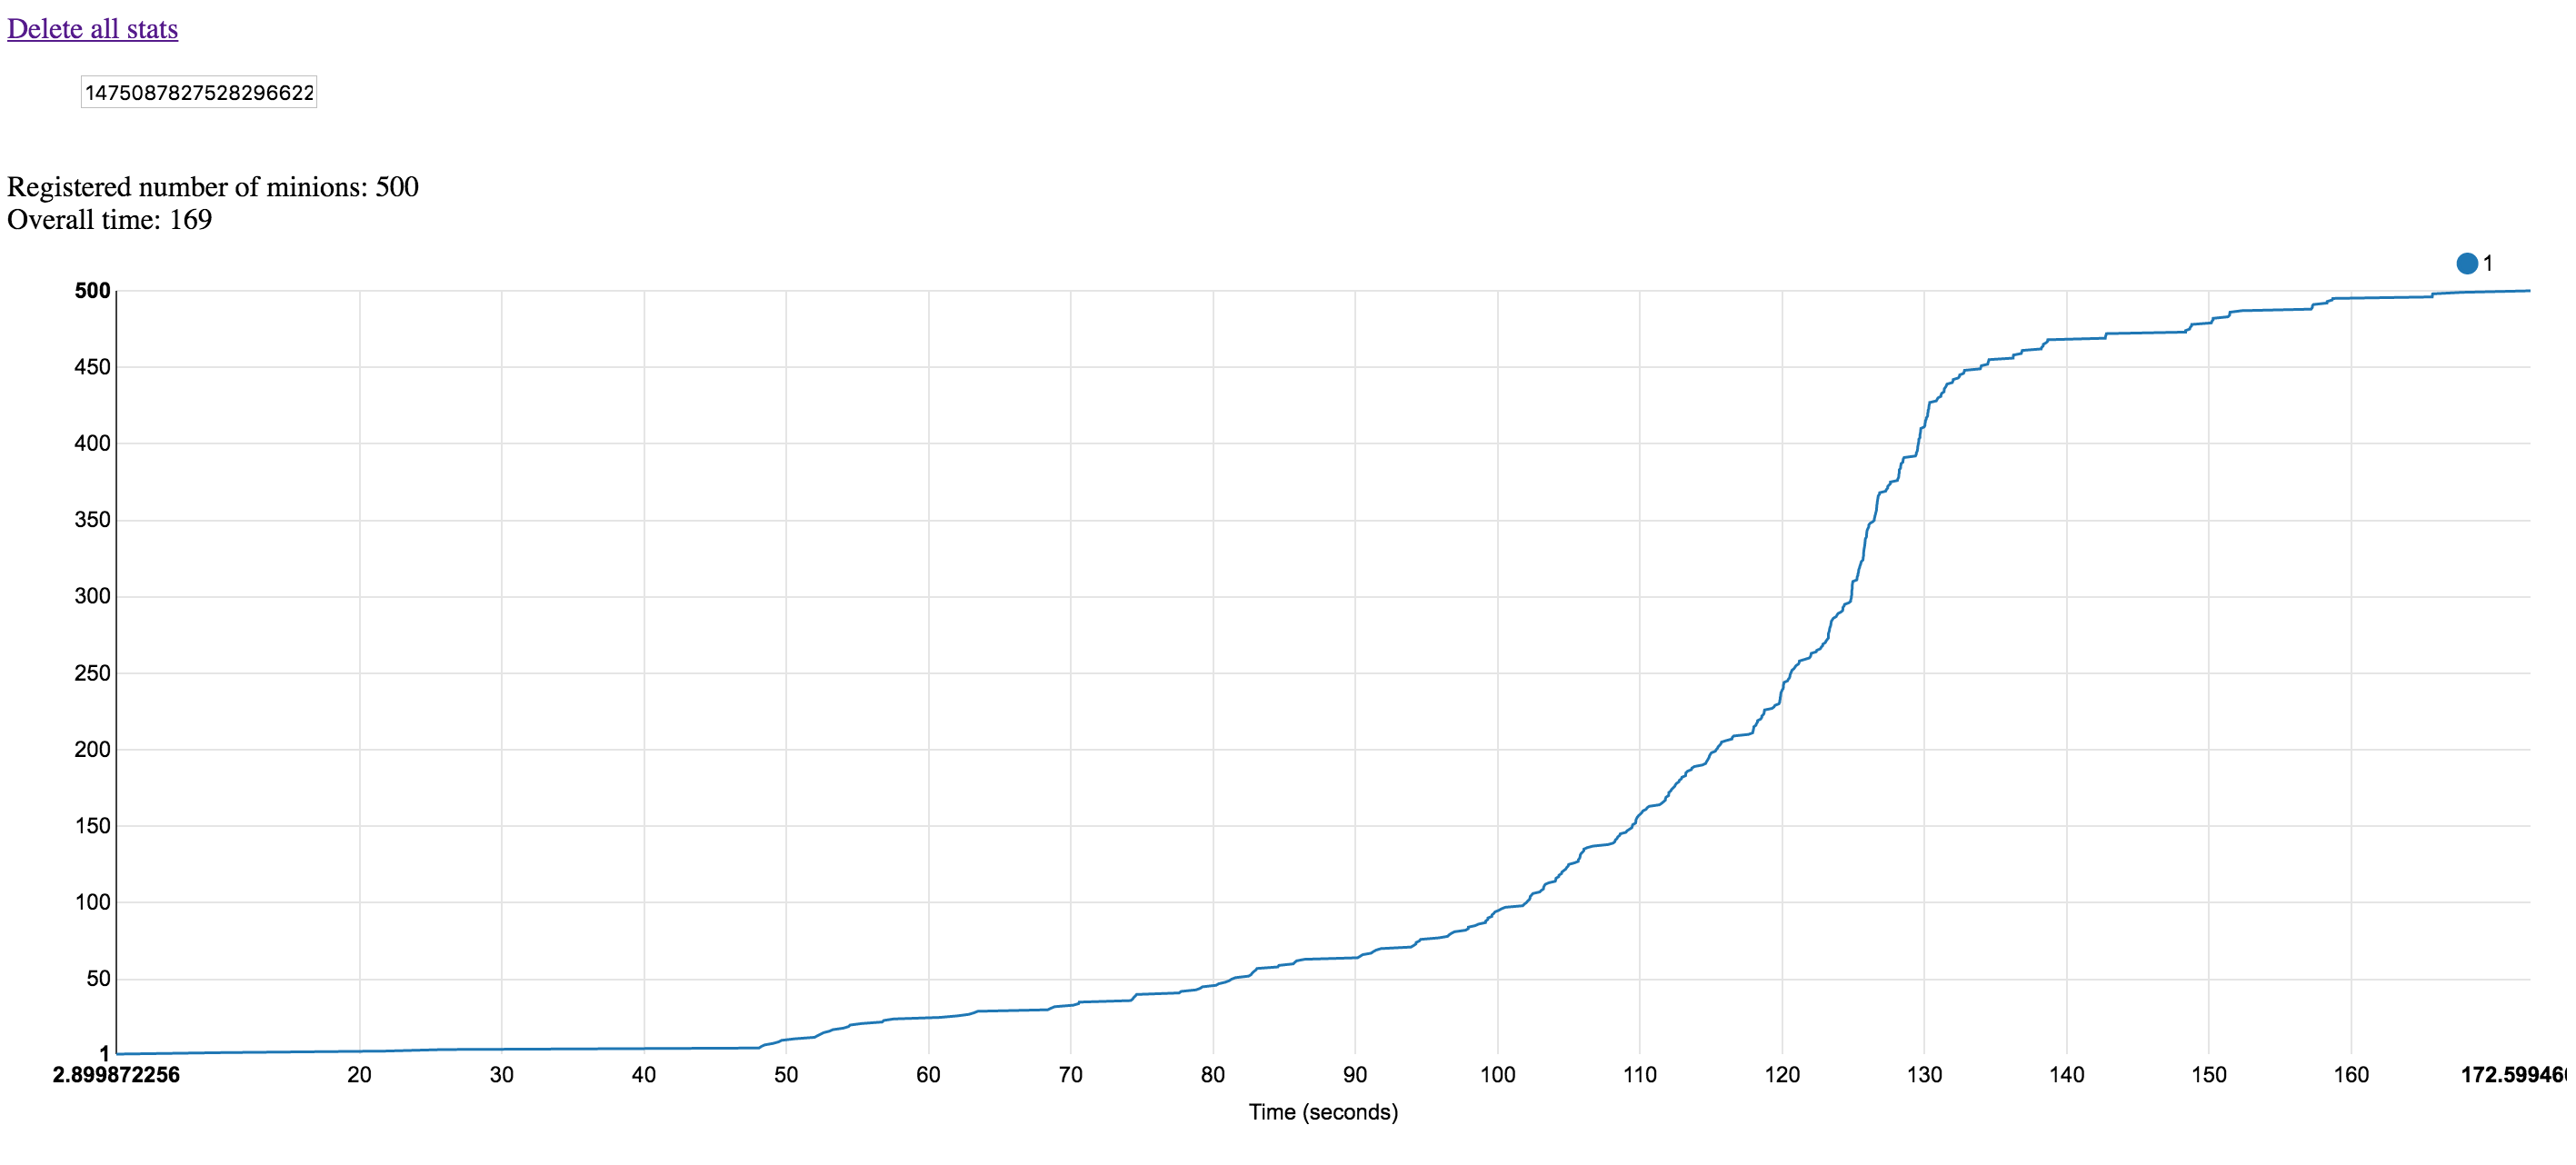 Delete all stats
1475087827528296622
Registered number of minions: 500
Overall time: 169
1
500
450
400
350
300
250
200
150
100
50
1
2.899872256 20 30 40 50 60 70 80 90 100 110 120 130 140 150 160 172.599460
Time (seconds)